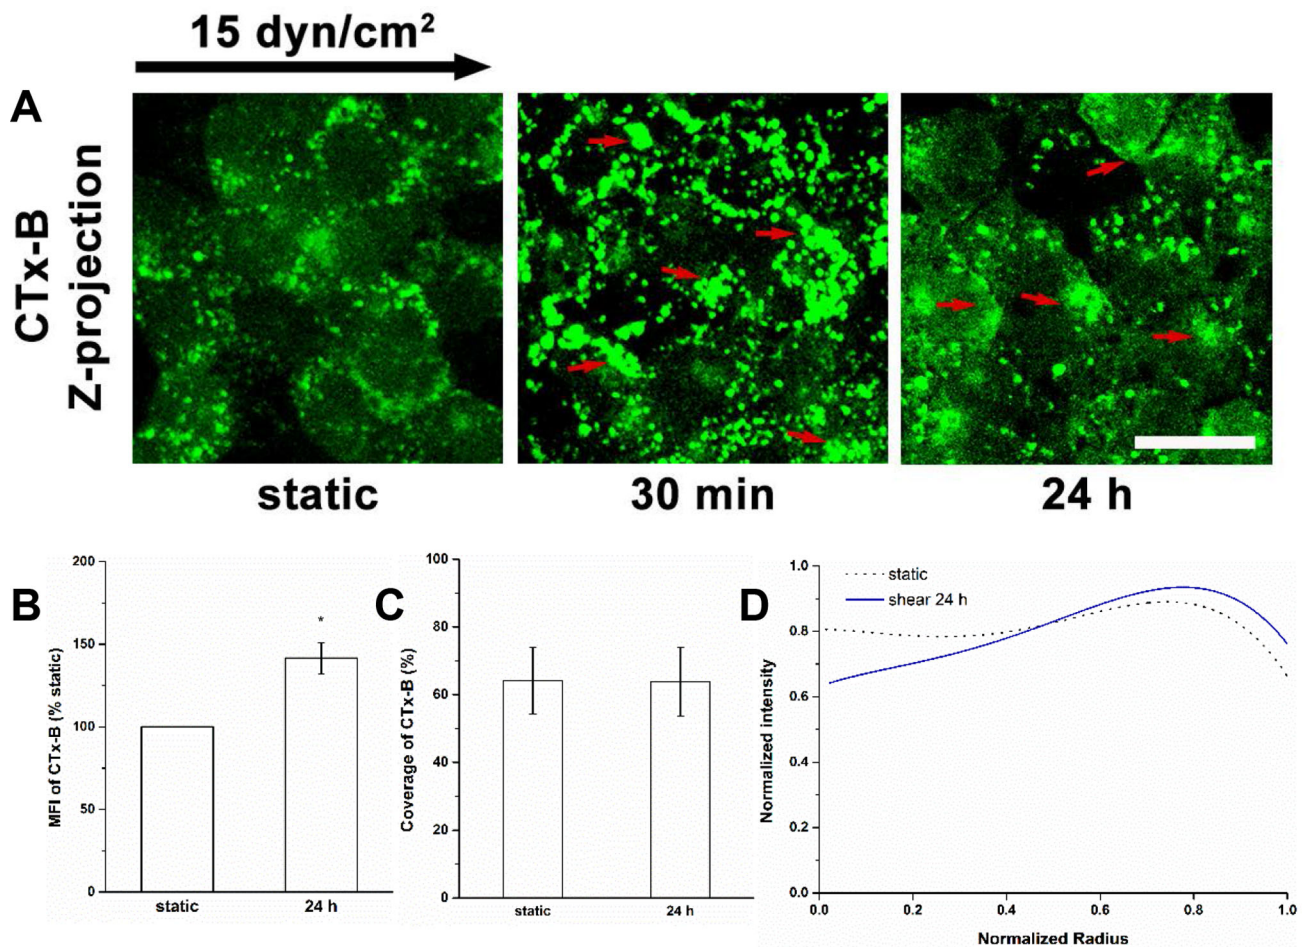 15 dyn/cm²
A
CTx-B
Z-projection
static
30 min
24 h
B
MFI of CTx-B (% static)
200
150
100
50
0
static
24 h
*
C
Coverage of CTx-B (%)
100
80
60
40
20
0
static
24 h
D
Normalized intensity
1.0
0.8
0.6
0.4
0.2
0.0
static
shear 24 h
0.0 0.2 0.4 0.6 0.8 1.0
Normalized Radius